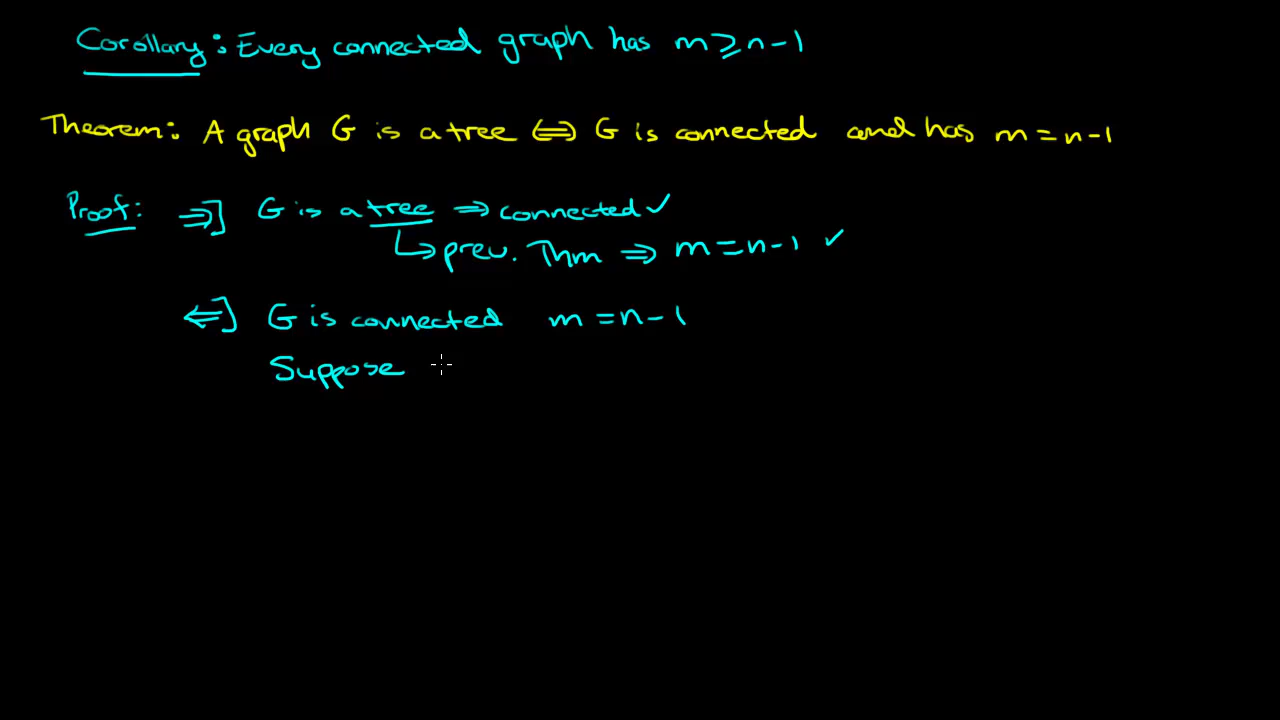 Corollary: Every connected graph has m ≥ n - 1
Theorem: A graph G is a tree ⇔ G is connected and has m = n - 1
Proof: ⇒] G is a tree ⇒ connected ✓
↳ prev. Thm ⇒ m = n - 1 ✓
⇐] G is connected m = n - 1
Suppose